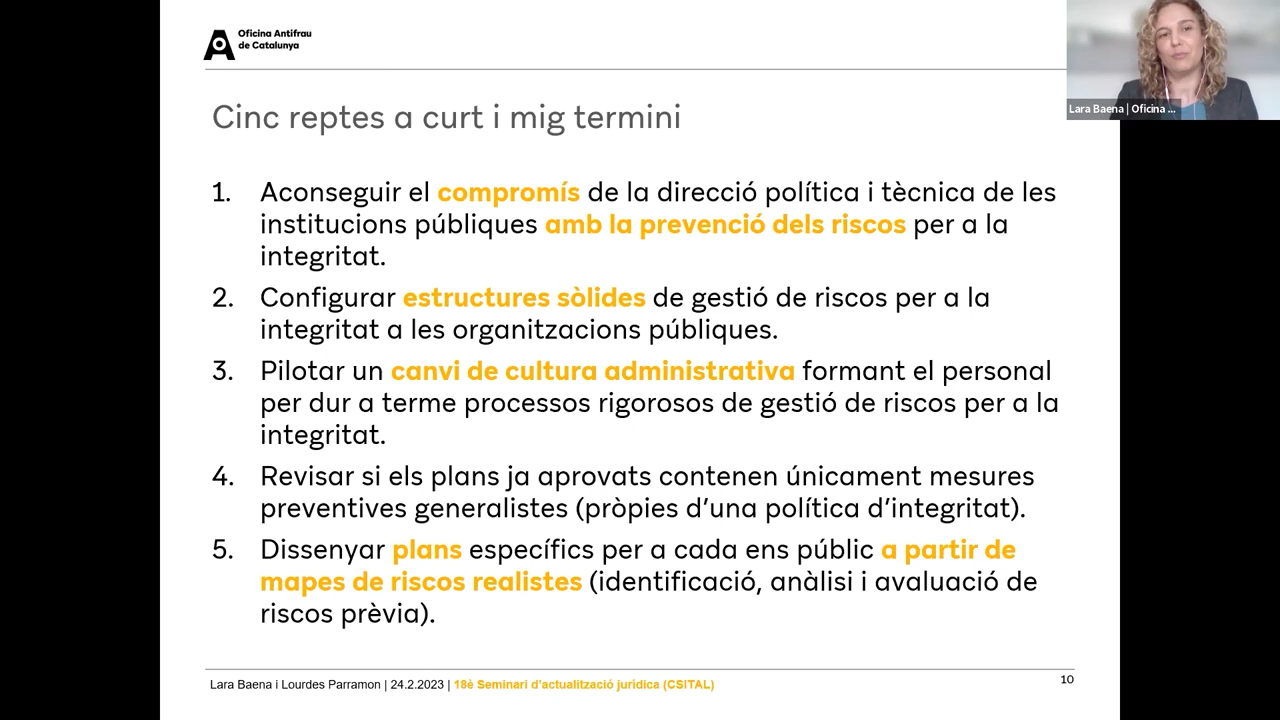 Oficina Antifrau
de Catalunya
Lara Baena | Oficina ...
Cinc reptes a curt i mig termini
1. Aconseguir el compromís de la direcció política i tècnica de les
institucions públiques amb la prevenció dels riscos per a la
integritat.
2. Configurar estructures sòlides de gestió de riscos per a la
integritat a les organitzacions públiques.
3. Pilotar un canvi de cultura administrativa formant el personal
per dur a terme processos rigorosos de gestió de riscos per a la
integritat.
4. Revisar si els plans ja aprovats contenen únicament mesures
preventives generalistes (pròpies d’una política d’integritat).
5. Dissenyar plans específics per a cada ens públic a partir de
mapes de riscos realistes (identificació, anàlisi i avaluació de
riscos prèvia).
Lara Baena i Lourdes Parramon | 24.2.2023 | 18è Seminari d’actualització jurídica (CSITAL)
10